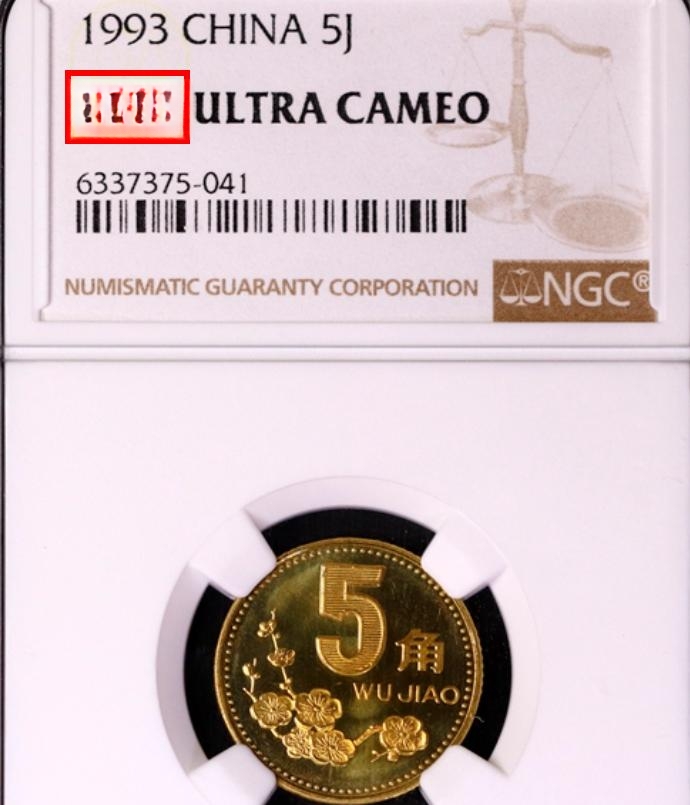 1993 CHINA 5J
ULTRA CAMEO
6337375-041
NUMISMATIC GUARANTY CORPORATION NGC®
5角
WU JIAO